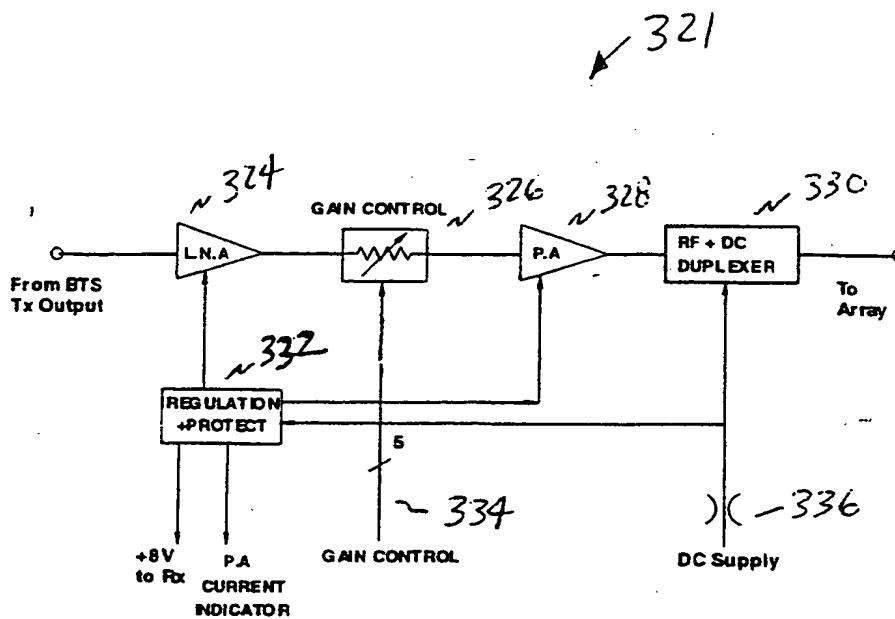 321
324
GAIN CONTROL
326
328
330
L.N.A
P.A
RF + DC
DUPLEXER
From BTS
Tx Output
To
Array
332
REGULATION
+PROTECT
5
334
336
+8V
to Rx
P.A
CURRENT
INDICATOR
GAIN CONTROL
DC Supply